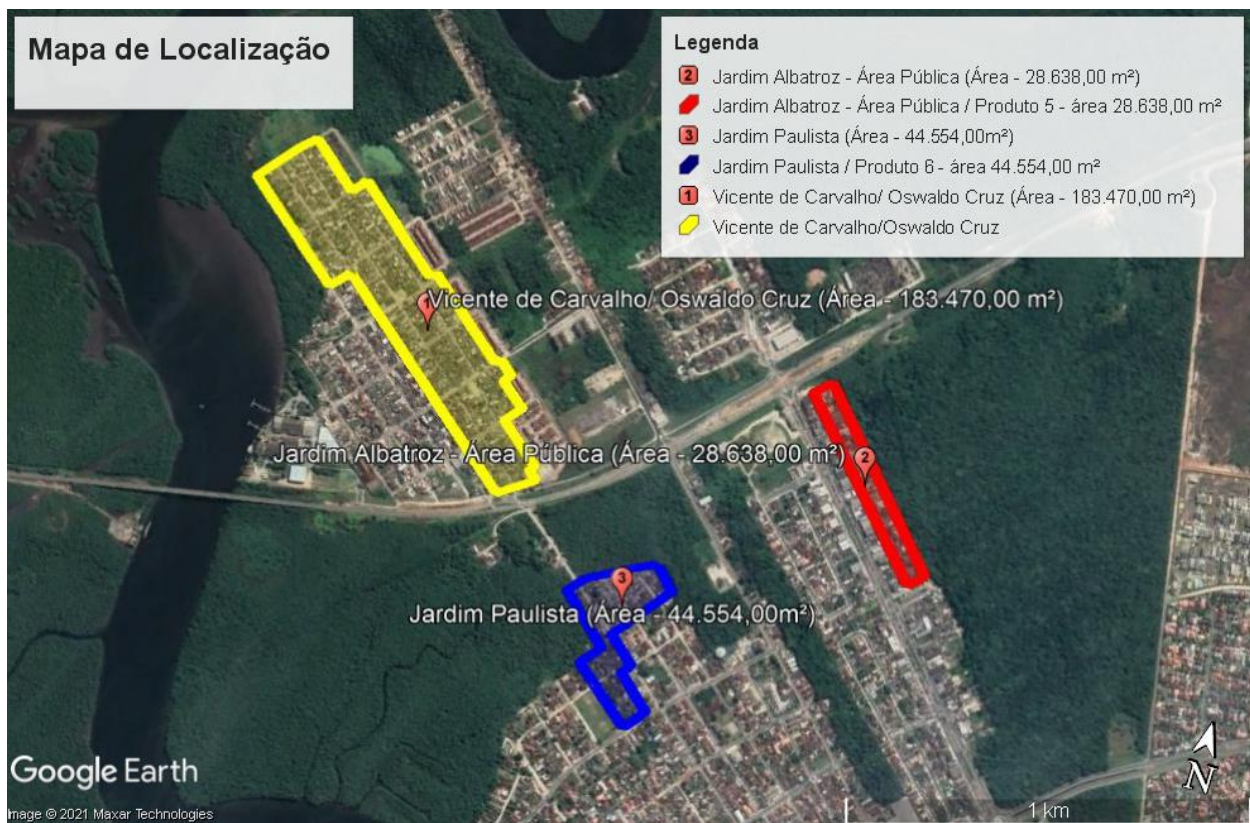 Mapa de Localização
Legenda
2 Jardim Albatroz - Área Pública (Área - 28.638,00 m²)
Jardim Albatroz - Área Pública / Produto 5 - área 28.638,00 m²
3 Jardim Paulista (Área - 44.554,00m²)
Jardim Paulista / Produto 6 - área 44.554,00 m²
1 Vicente de Carvalho/ Oswaldo Cruz (Área - 183.470,00 m²)
Vicente de Carvalho/Oswaldo Cruz
1
Vicente de Carvalho/ Oswaldo Cruz (Área - 183.470,00 m²)
Jardim Albatroz - Área Pública (Área - 28.638,00 m²)
2
3
Jardim Paulista (Área - 44.554,00m²)
Google Earth
N
Image © 2021 Maxar Technologies
1 km